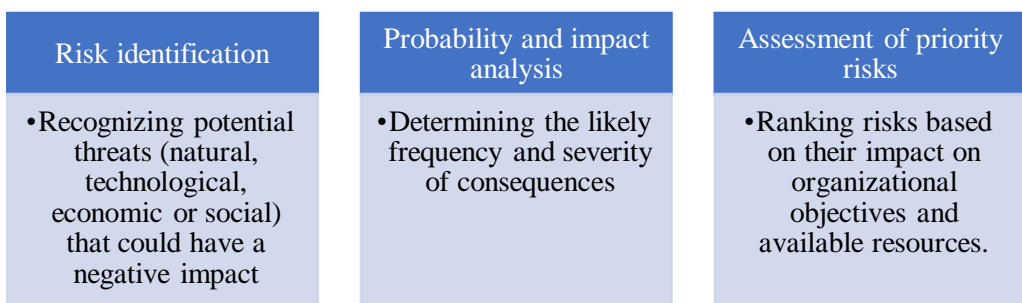 Risk identification
•Recognizing potential
threats (natural,
technological,
economic or social)
that could have a
negative impact
Probability and impact
analysis
•Determining the likely
frequency and severity
of consequences
Assessment of priority
risks
•Ranking risks based
on their impact on
organizational
objectives and
available resources.